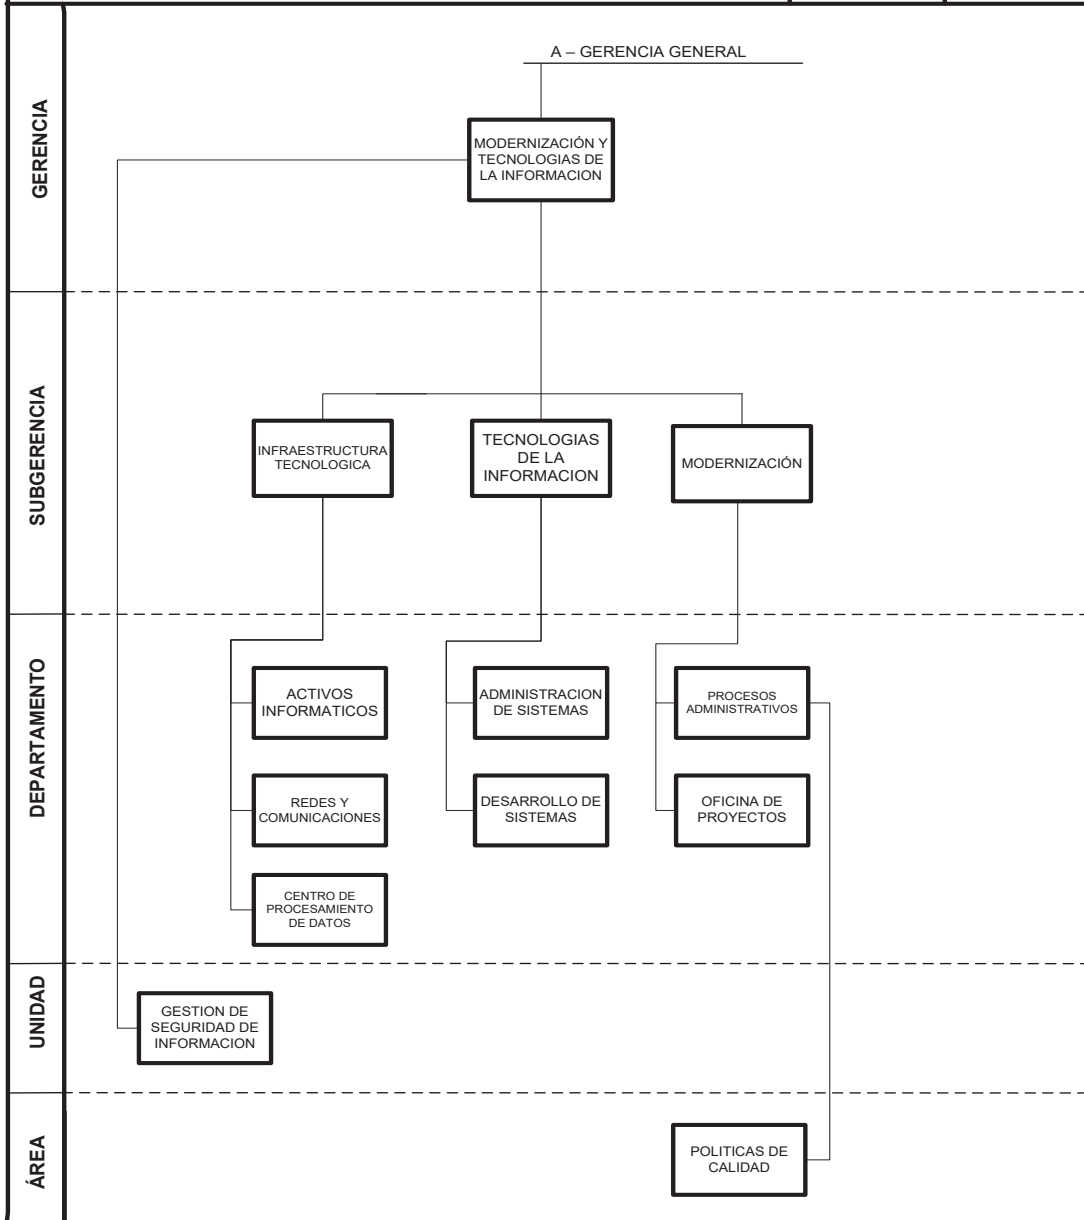 A – GERENCIA GENERAL
GERENCIA
MODERNIZACIÓN Y
TECNOLOGIAS DE
LA INFORMACION
SUBGERENCIA
INFRAESTRUCTURA
TECNOLOGICA
TECNOLOGIAS
DE LA
INFORMACION
MODERNIZACIÓN
DEPARTAMENTO
ACTIVOS
INFORMATICOS
ADMINISTRACION
DE SISTEMAS
PROCESOS
ADMINISTRATIVOS
REDES Y
COMUNICACIONES
DESARROLLO DE
SISTEMAS
OFICINA DE
PROYECTOS
CENTRO DE
PROCESAMIENTO
DE DATOS
UNIDAD
GESTION DE
SEGURIDAD DE
INFORMACION
ÁREA
POLITICAS DE
CALIDAD